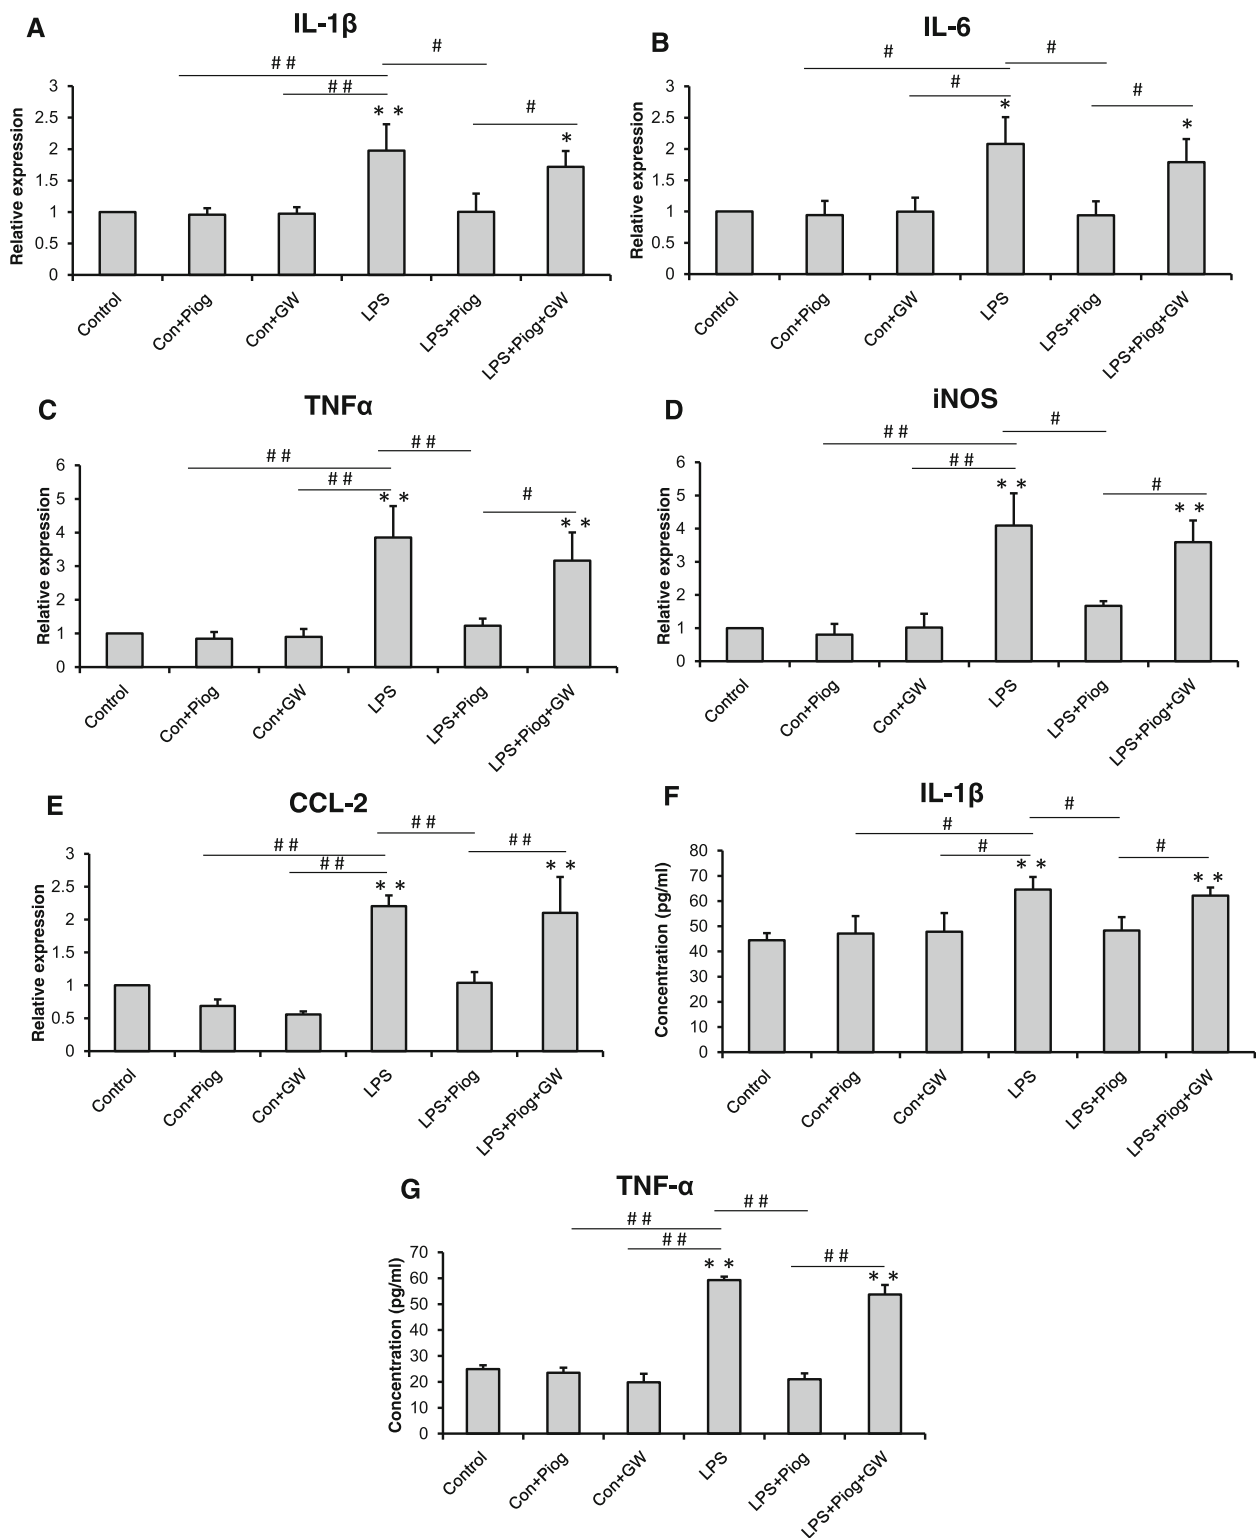 A
IL-1β
# #
#
# #
* *
#
*
Relative expression
3
2.5
2
1.5
1
0.5
0
Control
Con+Piog
Con+GW
LPS
LPS+Piog
LPS+Piog+GW
B
IL-6
#
#
#
*
#
*
Relative expression
3
2.5
2
1.5
1
0.5
0
Control
Con+Piog
Con+GW
LPS
LPS+Piog
LPS+Piog+GW
C
TNFα
# #
# #
# #
* *
#
* *
Relative expression
6
5
4
3
2
1
0
Control
Con+Piog
Con+GW
LPS
LPS+Piog
LPS+Piog+GW
D
iNOS
# #
#
# #
* *
#
* *
Relative expression
6
5
4
3
2
1
0
Control
Con+Piog
Con+GW
LPS
LPS+Piog
LPS+Piog+GW
E
CCL-2
# #
# #
# #
* *
# #
* *
Relative expression
3
2.5
2
1.5
1
0.5
0
Control
Con+Piog
Con+GW
LPS
LPS+Piog
LPS+Piog+GW
F
IL-1β
#
#
#
* *
#
* *
Concentration (pg/ml)
80
70
60
50
40
30
20
10
0
Control
Con+Piog
Con+GW
LPS
LPS+Piog
LPS+Piog+GW
G
TNF-α
# #
# #
# #
* *
# #
* *
Concentration (pg/ml)
70
60
50
40
30
20
10
0
Control
Con+Piog
Con+GW
LPS
LPS+Piog
LPS+Piog+GW